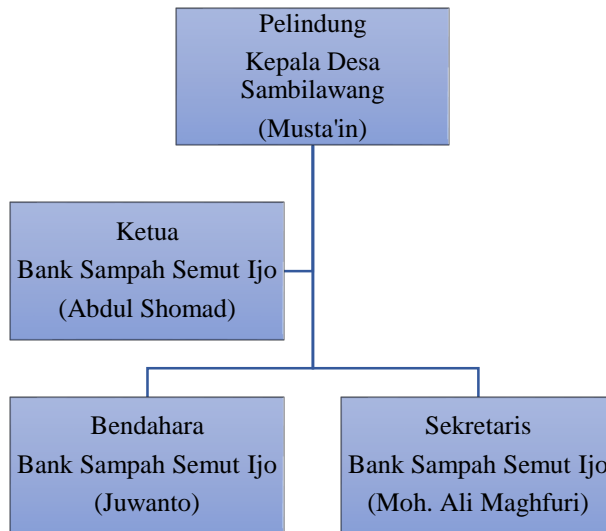 Pelindung
Kepala Desa
Sambilawang
(Musta'in)
Ketua
Bank Sampah Semut Ijo
(Abdul Shomad)
Bendahara
Bank Sampah Semut Ijo
(Juwanto)
Sekretaris
Bank Sampah Semut Ijo
(Moh. Ali Maghfuri)